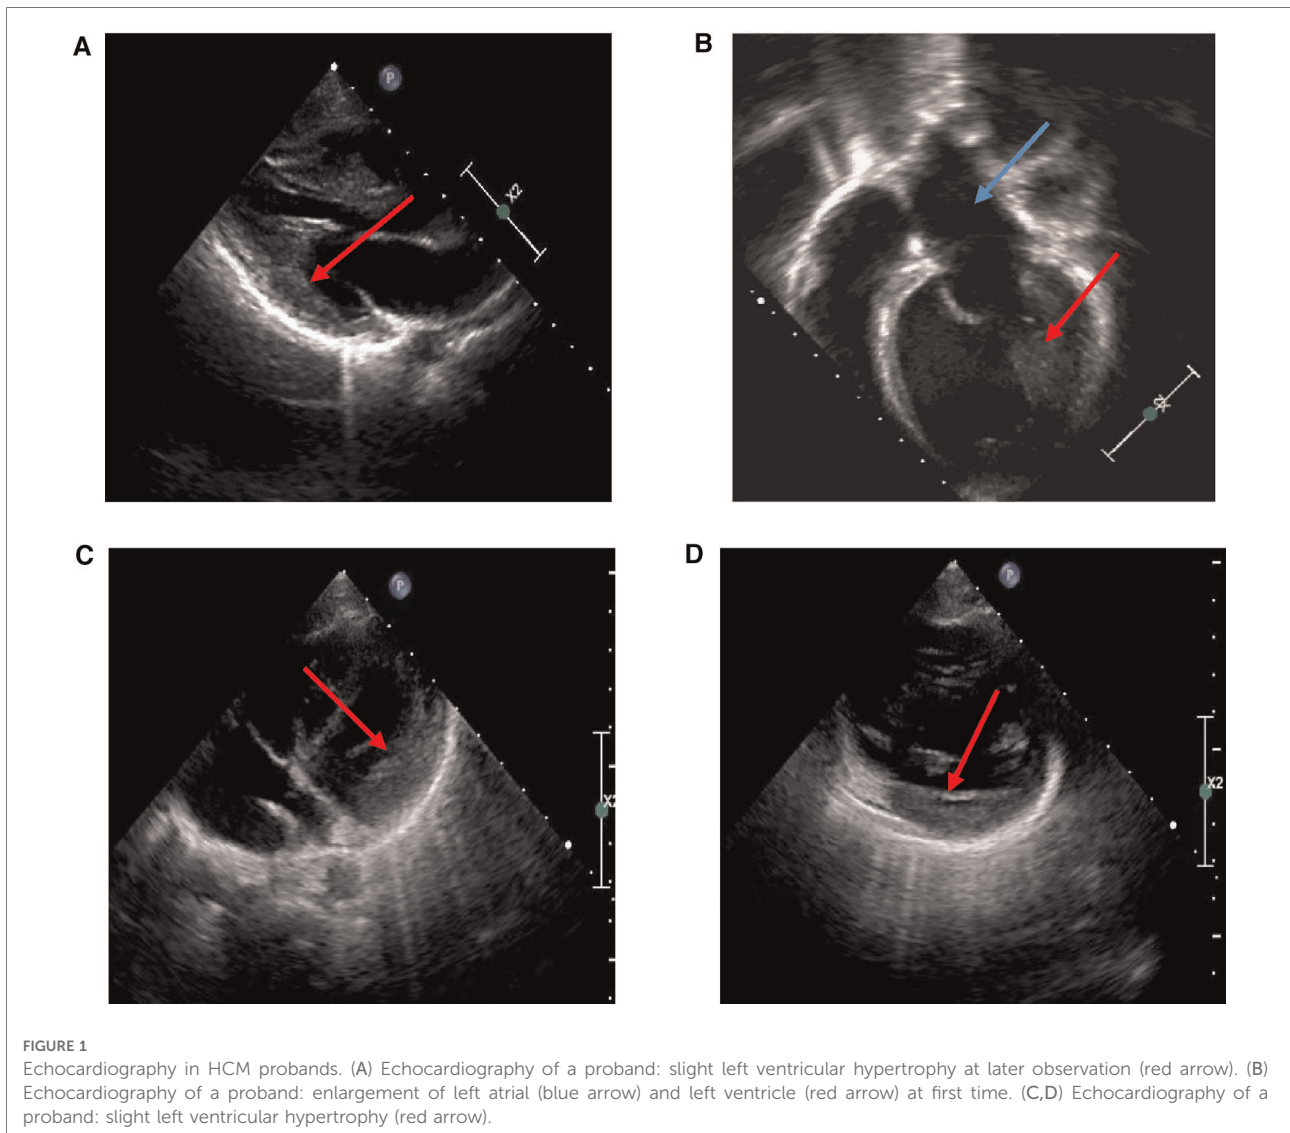 A
B
P
X2
X2
C
D
P
P
X2
X2
FIGURE 1
Echocardiography in HCM probands. (A) Echocardiography of a proband: slight left ventricular hypertrophy at later observation (red arrow). (B)
Echocardiography of a proband: enlargement of left atrial (blue arrow) and left ventricle (red arrow) at first time. (C,D) Echocardiography of a
proband: slight left ventricular hypertrophy (red arrow).